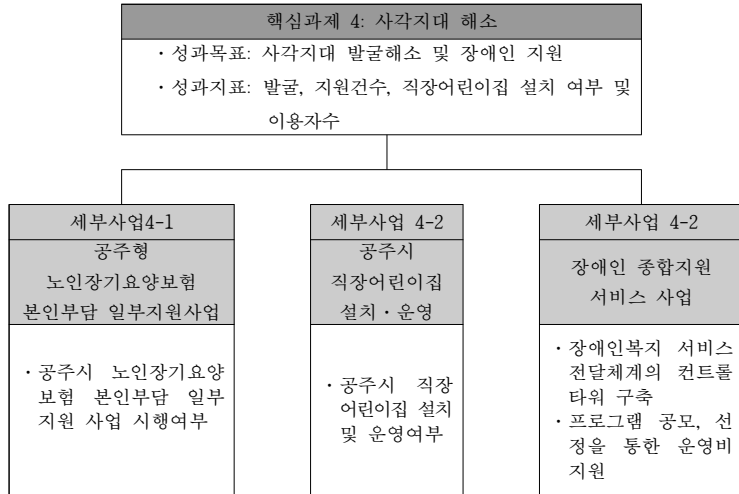 핵심과제 4: 사각지대 해소
・성과목표: 사각지대 발굴해소 및 장애인 지원
・성과지표: 발굴, 지원건수, 직장어린이집 설치 여부 및
이용자수
세부사업4-1
공주형
노인장기요양보험
본인부담 일부지원사업
・공주시 노인장기요양
보험 본인부담 일부
지원 사업 시행여부
세부사업 4-2
공주시
직장어린이집
설치・운영
・공주시 직장
어린이집 설치
및 운영여부
세부사업 4-2
장애인 종합지원
서비스 사업
・장애인복지 서비스
전달체계의 컨트롤
타워 구축
・프로그램 공모, 선
정을 통한 운영비
지원